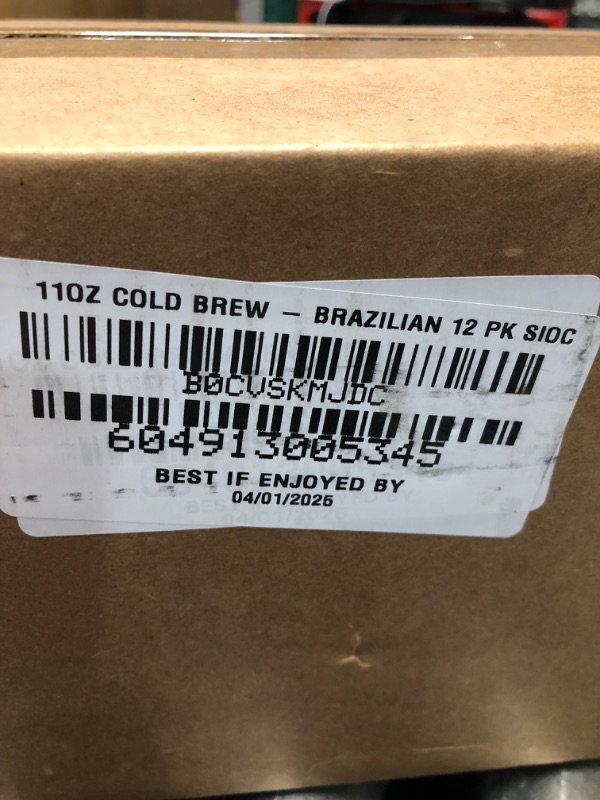 11OZ COLD BREW – BRAZILIAN 12 PK SIOC
B0CVSKMJDC
604913005345
BEST IF ENJOYED BY
04/01/2025